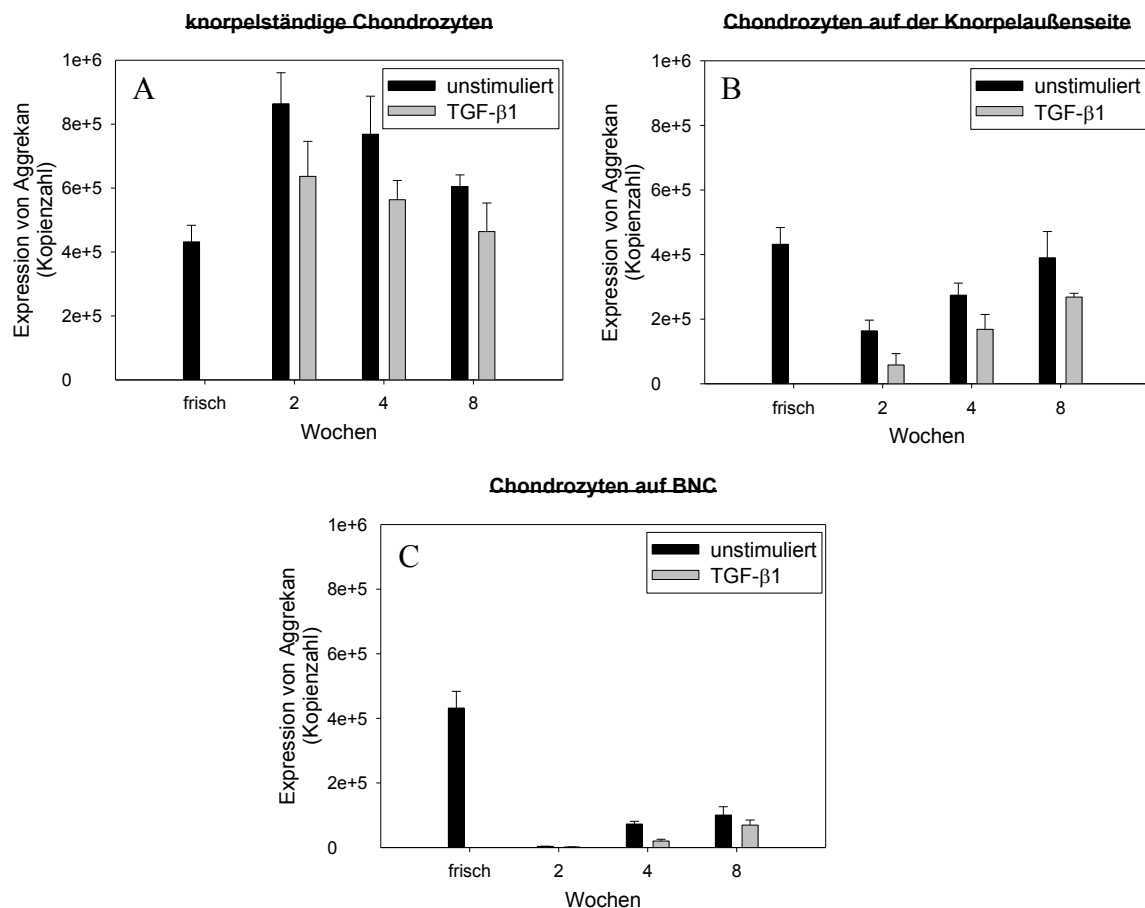 knorpelständige Chondrozyten
A
unstimuliert
TGF-β1
Expression von Aggrekan
(Kopienzahl)
1e+6
8e+5
6e+5
4e+5
2e+5
0
frisch 2 4 8
Wochen
Chondrozyten auf der Knorpelaußenseite
B
unstimuliert
TGF-β1
Expression von Aggrekan
(Kopienzahl)
1e+6
8e+5
6e+5
4e+5
2e+5
0
frisch 2 4 8
Wochen
Chondrozyten auf BNC
C
unstimuliert
TGF-β1
Expression von Aggrekan
(Kopienzahl)
1e+6
8e+5
6e+5
4e+5
2e+5
0
frisch 2 4 8
Wochen